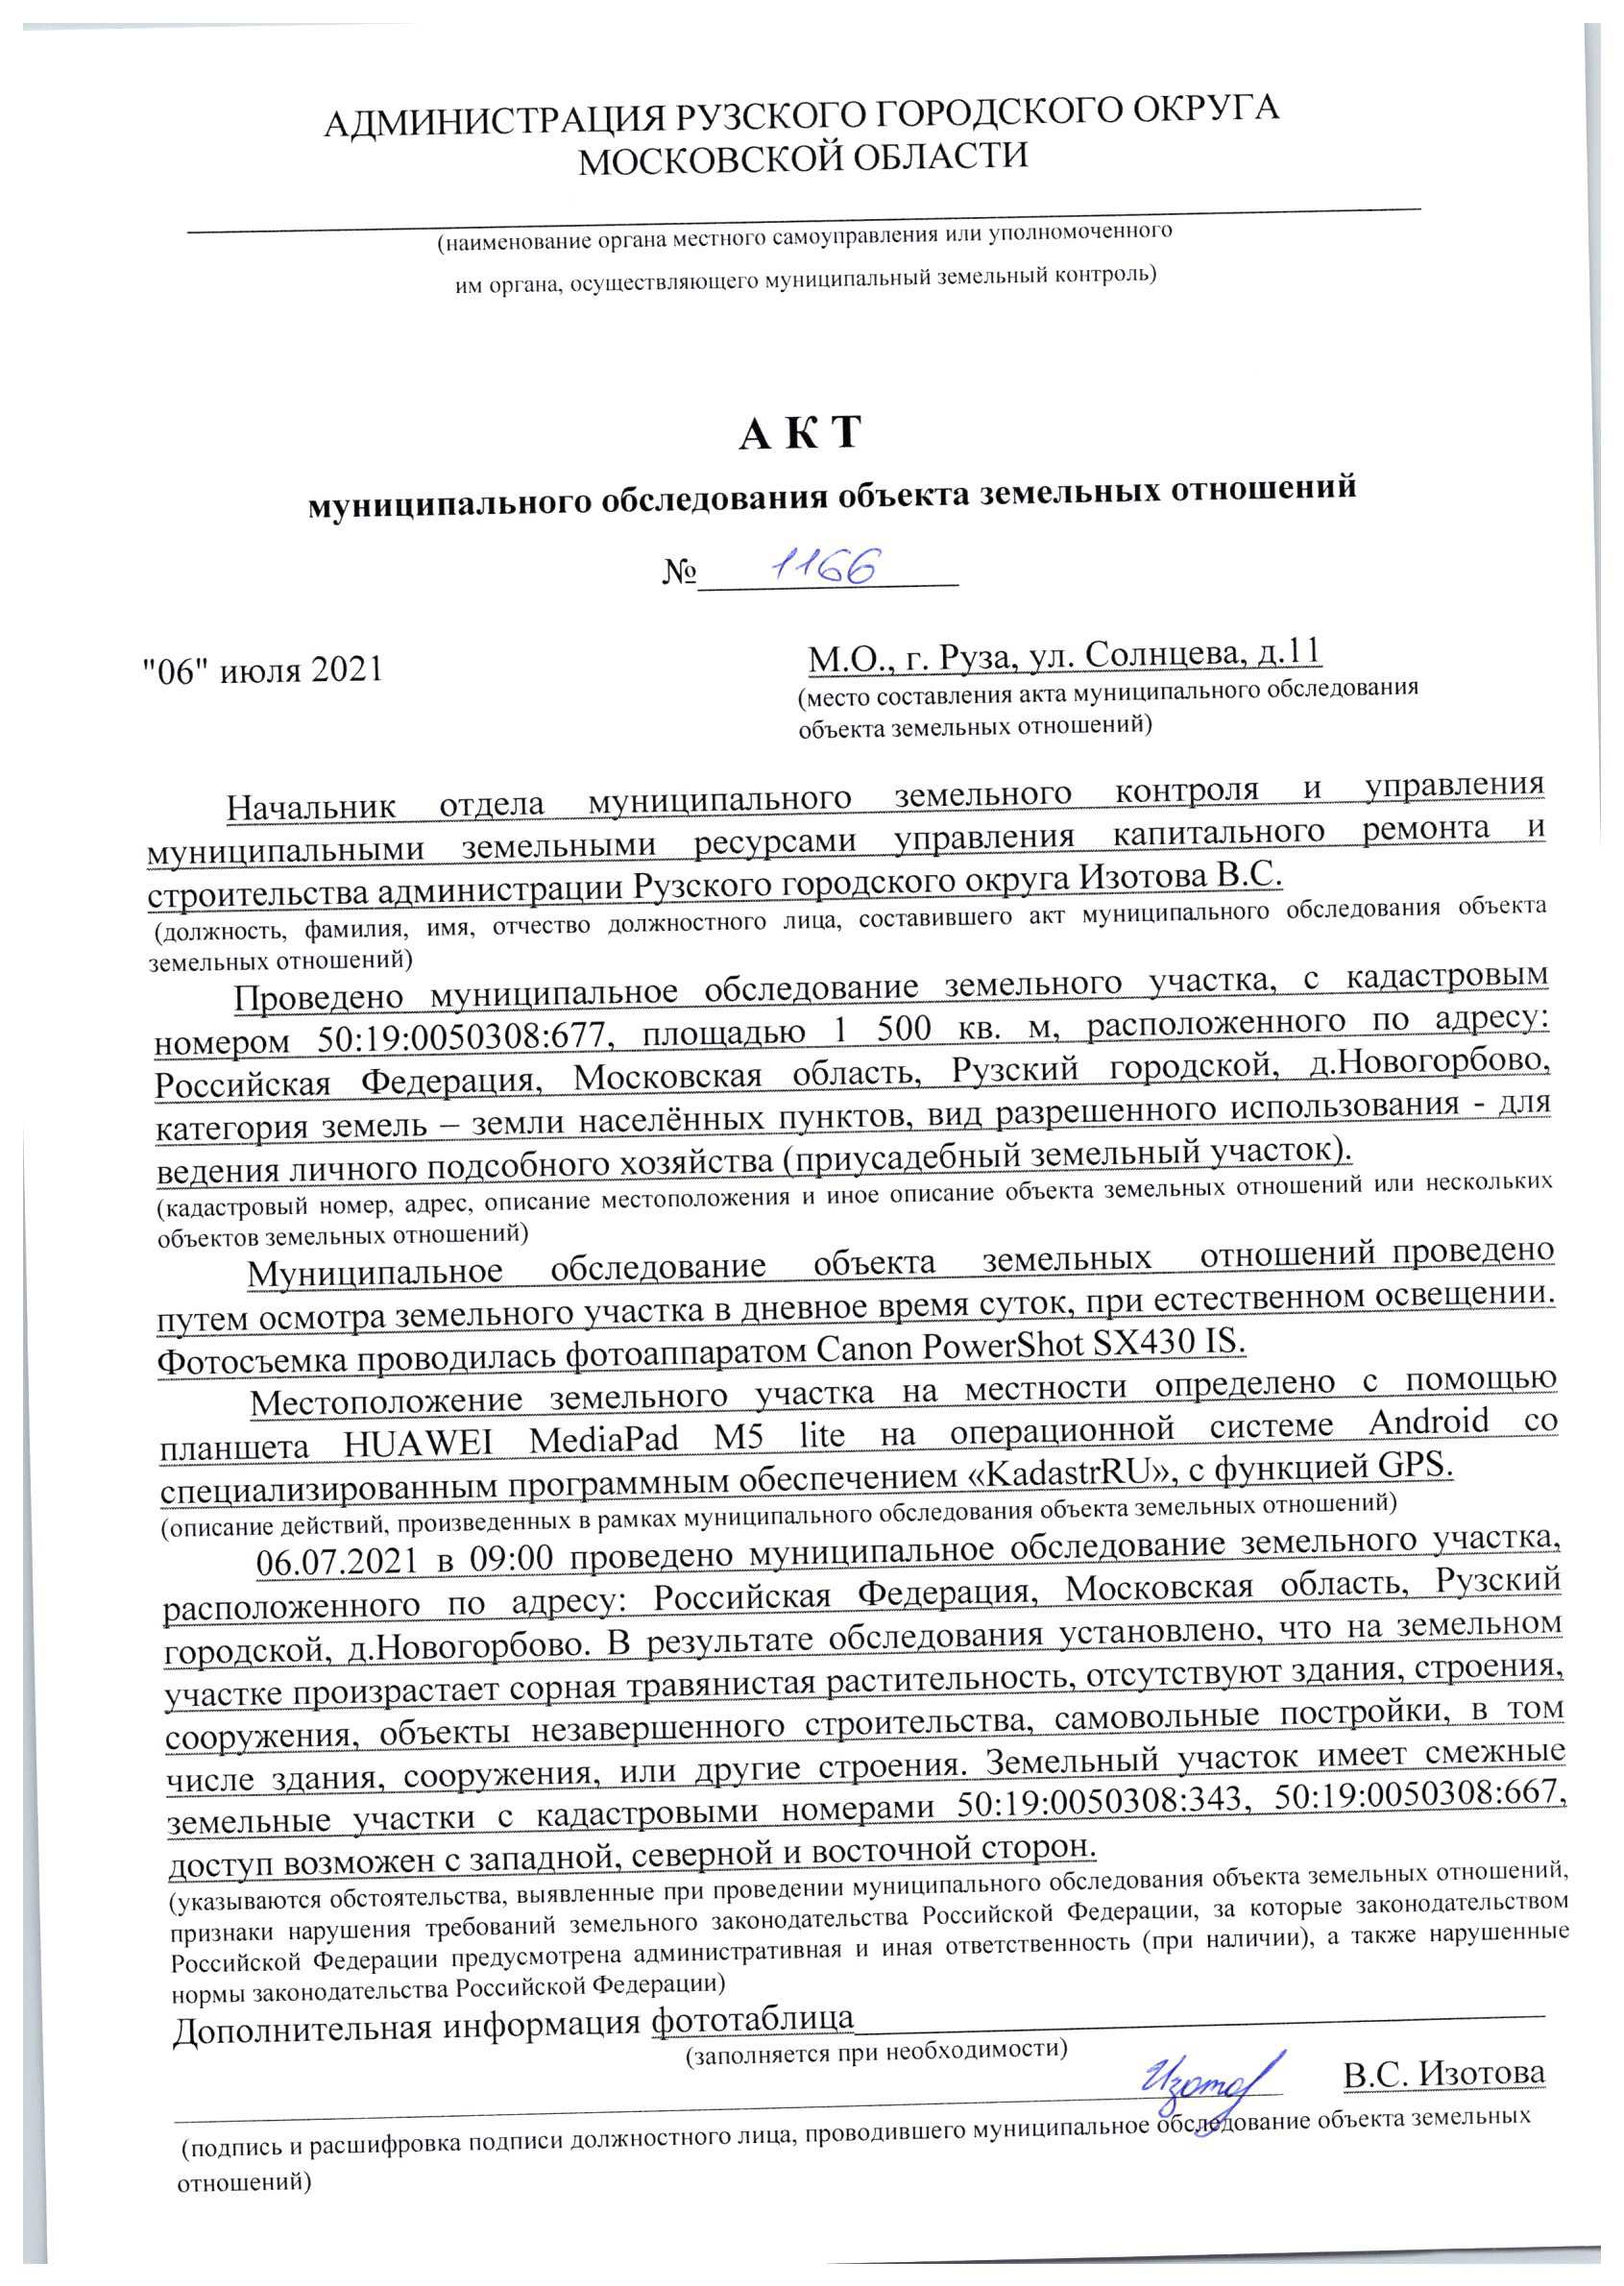 АДМИНИСТРАЦИЯ РУЗСКОГО ГОРОДСКОГО ОКРУГА
МОСКОВСКОЙ ОБЛАСТИ
(наименование органа местного самоуправления или уполномоченного
им органа, осуществляющего муниципальный земельный контроль)
А К Т
муниципального обследования объекта земельных отношений
№ 1166
"06" июля 2021
М.О., г. Руза, ул. Солнцева, д.11
(место составления акта муниципального обследования
объекта земельных отношений)
Начальник отдела муниципального земельного контроля и управления
муниципальными земельными ресурсами управления капитального ремонта и
строительства администрации Рузского городского округа Изотова В.С.
(должность, фамилия, имя, отчество должностного лица, составившего акт муниципального обследования объекта
земельных отношений)
Проведено муниципальное обследование земельного участка, с кадастровым
номером 50:19:0050308:677, площадью 1 500 кв. м, расположенного по адресу:
Российская Федерация, Московская область, Рузский городской, д.Новогорбово,
категория земель – земли населённых пунктов, вид разрешенного использования - для
ведения личного подсобного хозяйства (приусадебный земельный участок).
(кадастровый номер, адрес, описание местоположения и иное описание объекта земельных отношений или нескольких
объектов земельных отношений)
Муниципальное обследование объекта земельных отношений проведено
путем осмотра земельного участка в дневное время суток, при естественном освещении.
Фотосъемка проводилась фотоаппаратом Canon PowerShot SX430 IS.
Местоположение земельного участка на местности определено с помощью
планшета HUAWEI MediaPad M5 lite на операционной системе Android со
специализированным программным обеспечением «KadastrRU», с функцией GPS.
(описание действий, произведенных в рамках муниципального обследования объекта земельных отношений)
06.07.2021 в 09:00 проведено муниципальное обследование земельного участка,
расположенного по адресу: Российская Федерация, Московская область, Рузский
городской, д.Новогорбово. В результате обследования установлено, что на земельном
участке произрастает сорная травянистая растительность, отсутствуют здания, строения,
сооружения, объекты незавершенного строительства, самовольные постройки, в том
числе здания, сооружения, или другие строения. Земельный участок имеет смежные
земельные участки с кадастровыми номерами 50:19:0050308:343, 50:19:0050308:667,
доступ возможен с западной, северной и восточной сторон.
(указываются обстоятельства, выявленные при проведении муниципального обследования объекта земельных отношений,
признаки нарушения требований земельного законодательства Российской Федерации, за которые законодательством
Российской Федерации предусмотрена административная и иная ответственность (при наличии), а также нарушенные
нормы законодательства Российской Федерации)
Дополнительная информация фототаблица
(заполняется при необходимости)
Изотов В.С. Изотова
(подпись и расшифровка подписи должностного лица, проводившего муниципальное обследование объекта земельных
отношений)